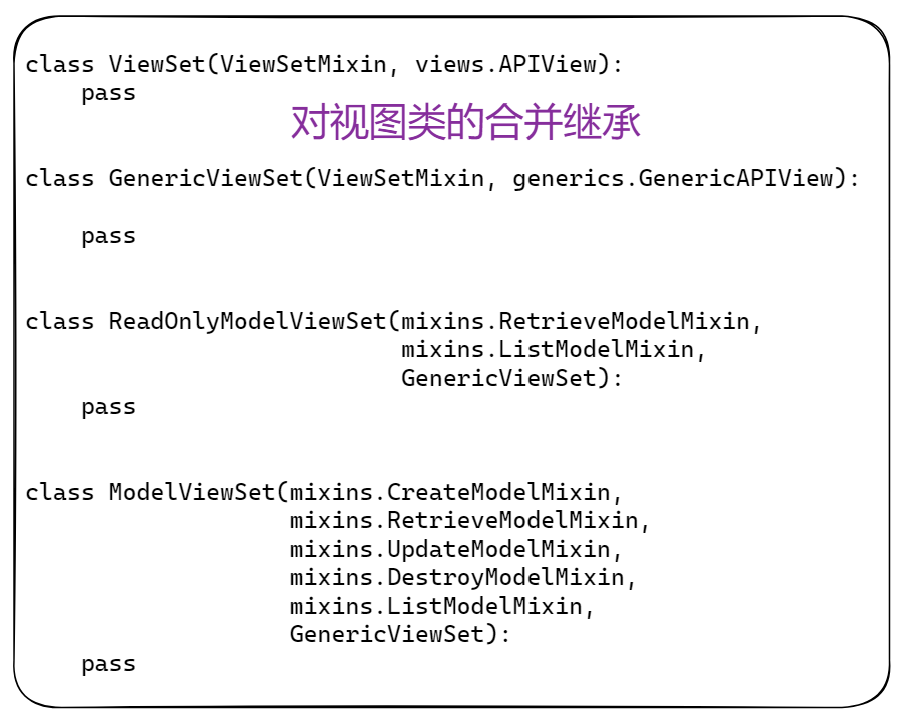 class ViewSet(ViewSetMixin, views.APIView):
    pass
对视图类的合并继承
class GenericViewSet(ViewSetMixin, generics.GenericAPIView):
    pass
class ReadOnlyModelViewSet(mixins.RetrieveModelMixin,
                           mixins.ListModelMixin,
                           GenericViewSet):
    pass
class ModelViewSet(mixins.CreateModelMixin,
                   mixins.RetrieveModelMixin,
                   mixins.UpdateModelMixin,
                   mixins.DestroyModelMixin,
                   mixins.ListModelMixin,
                   GenericViewSet):
    pass